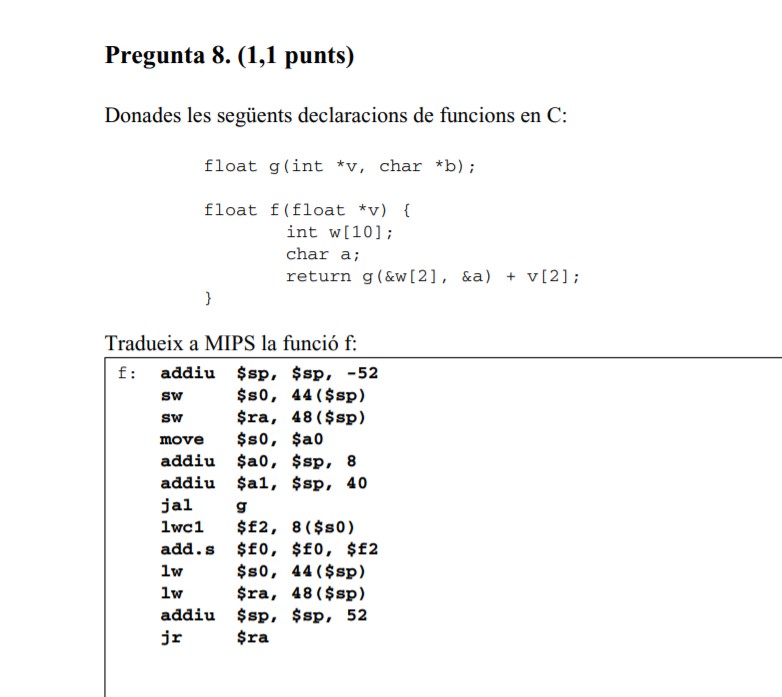 Pregunta 8. (1,1 punts)
Donades les següents declaracions de funcions en C:
float g(int *v, char *b);
float f(float *v) {
int w[10];
char a;
return g(&w[2], &a) + v[2];
}
Tradueix a MIPS la funció f:
f: addiu $sp, $sp, -52
sw $s0, 44($sp)
sw $ra, 48($sp)
move $s0, $a0
addiu $a0, $sp, 8
addiu $a1, $sp, 40
jal g
lwc1 $f2, 8($s0)
add.s $f0, $f0, $f2
lw $s0, 44($sp)
lw $ra, 48($sp)
addiu $sp, $sp, 52
jr $ra